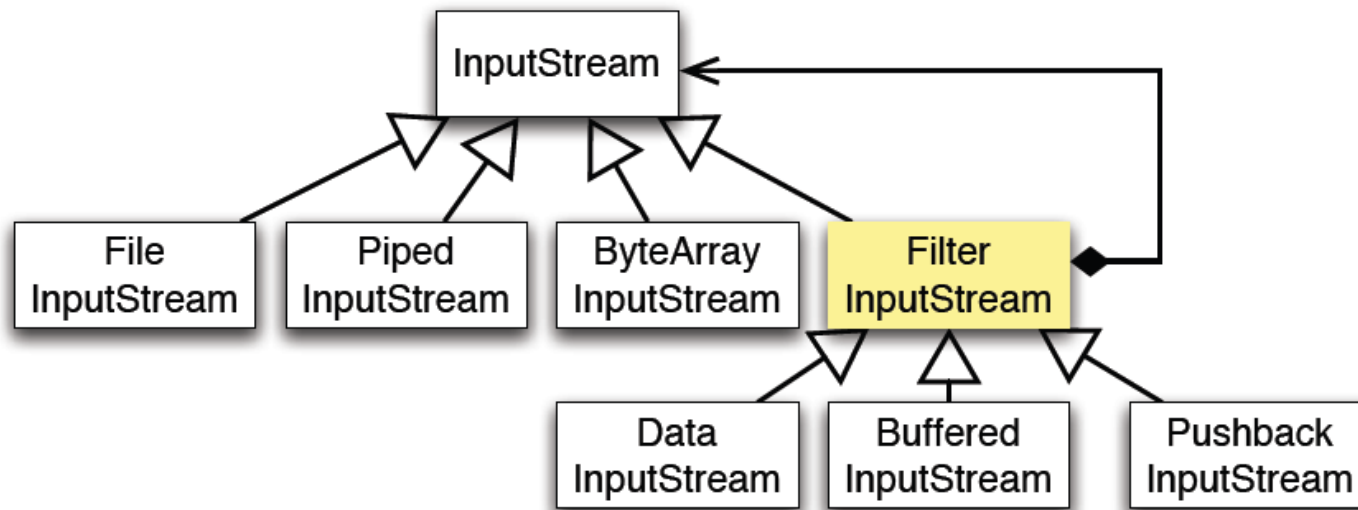 InputStream
File
InputStream
Piped
InputStream
ByteArray
InputStream
Filter
InputStream
Data
InputStream
Buffered
InputStream
Pushback
InputStream